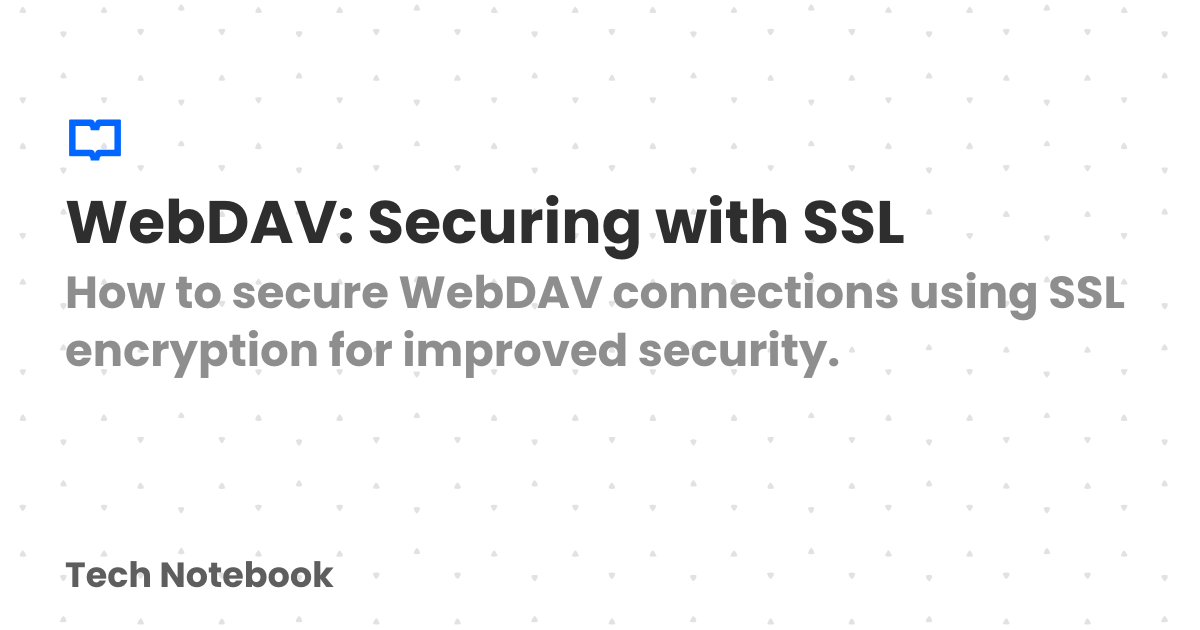 WebDAV: Securing with SSL
How to secure WebDAV connections using SSL
encryption for improved security.
Tech Notebook